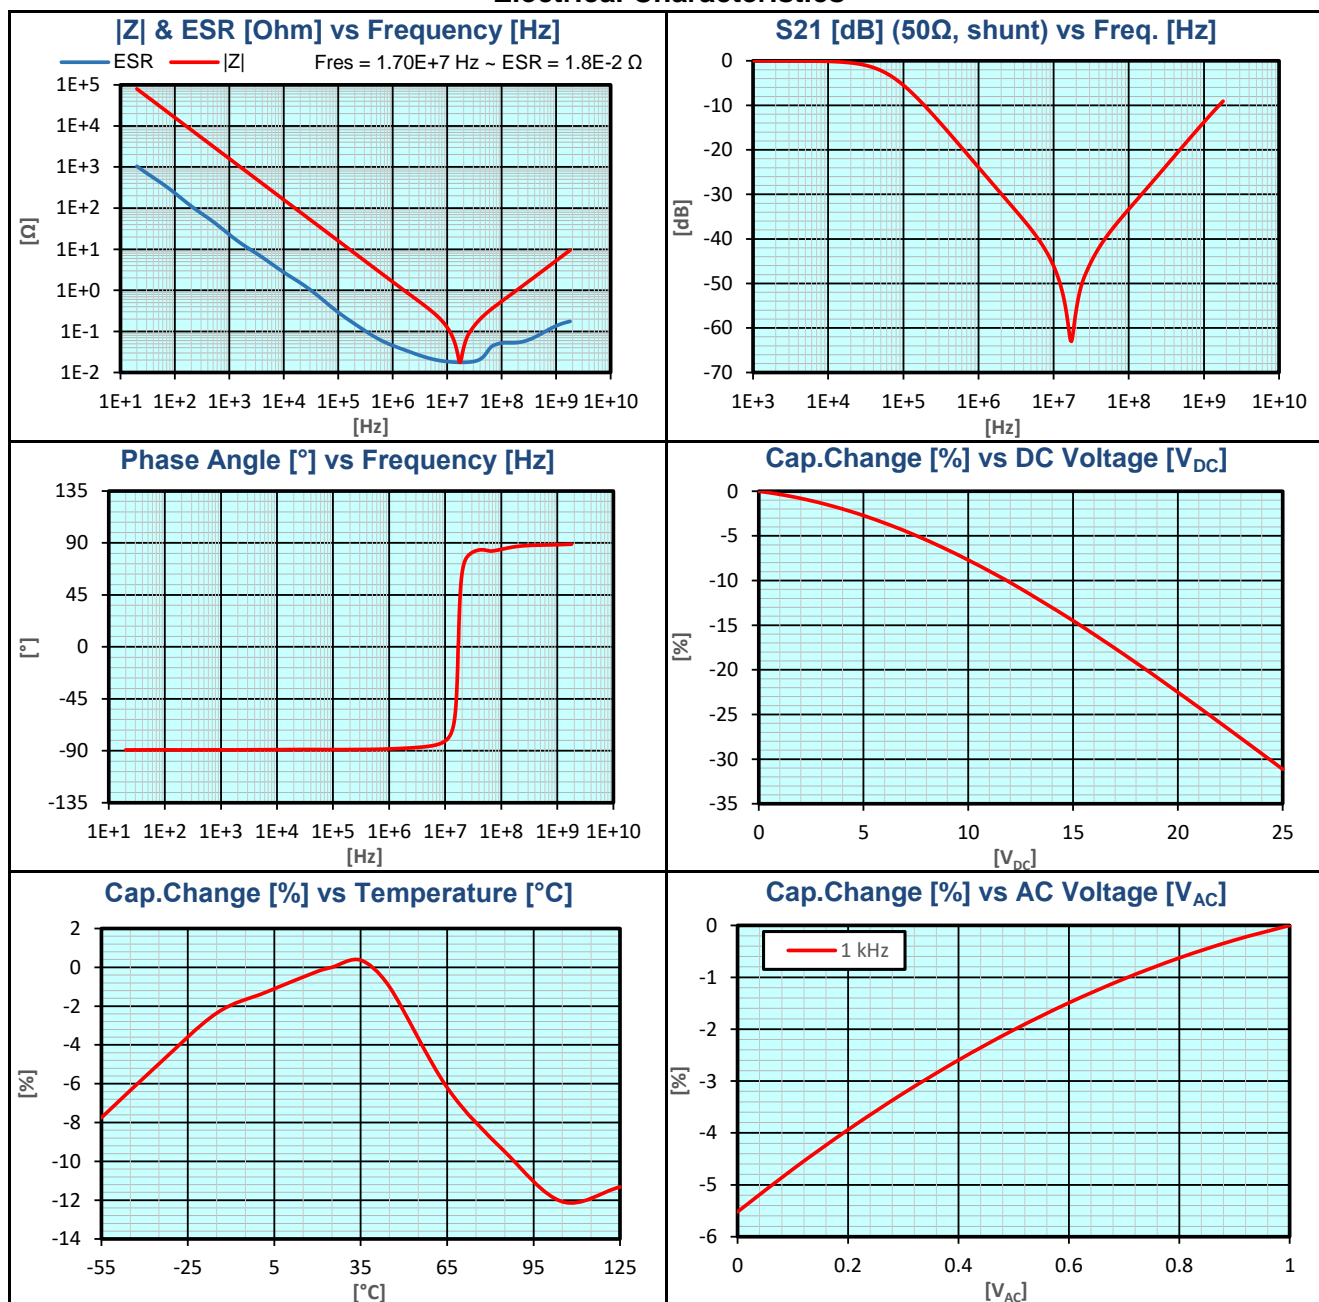 |Z| & ESR [Ohm] vs Frequency [Hz]
ESR |Z| Fres = 1.70E+7 Hz ~ ESR = 1.8E-2 Ω
1E+5
1E+4
1E+3
1E+2
1E+1
1E+0
1E-1
1E-2
[Ω]
1E+1 1E+2 1E+3 1E+4 1E+5 1E+6 1E+7 1E+8 1E+9 1E+10
[Hz]
S21 [dB] (50Ω, shunt) vs Freq. [Hz]
0
-10
-20
-30
-40
-50
-60
-70
[dB]
1E+3 1E+4 1E+5 1E+6 1E+7 1E+8 1E+9 1E+10
[Hz]
Phase Angle [°] vs Frequency [Hz]
135
90
45
0
-45
-90
-135
[°]
1E+1 1E+2 1E+3 1E+4 1E+5 1E+6 1E+7 1E+8 1E+9 1E+10
[Hz]
Cap.Change [%] vs DC Voltage [VDC]
0
-5
-10
-15
-20
-25
-30
-35
[%]
0 5 10 15 20 25
[VDC]
Cap.Change [%] vs Temperature [°C]
2
0
-2
-4
-6
-8
-10
-12
-14
[%]
-55 -25 5 35 65 95 125
[°C]
Cap.Change [%] vs AC Voltage [VAC]
1 kHz
0
-1
-2
-3
-4
-5
-6
[%]
0 0.2 0.4 0.6 0.8 1
[VAC]